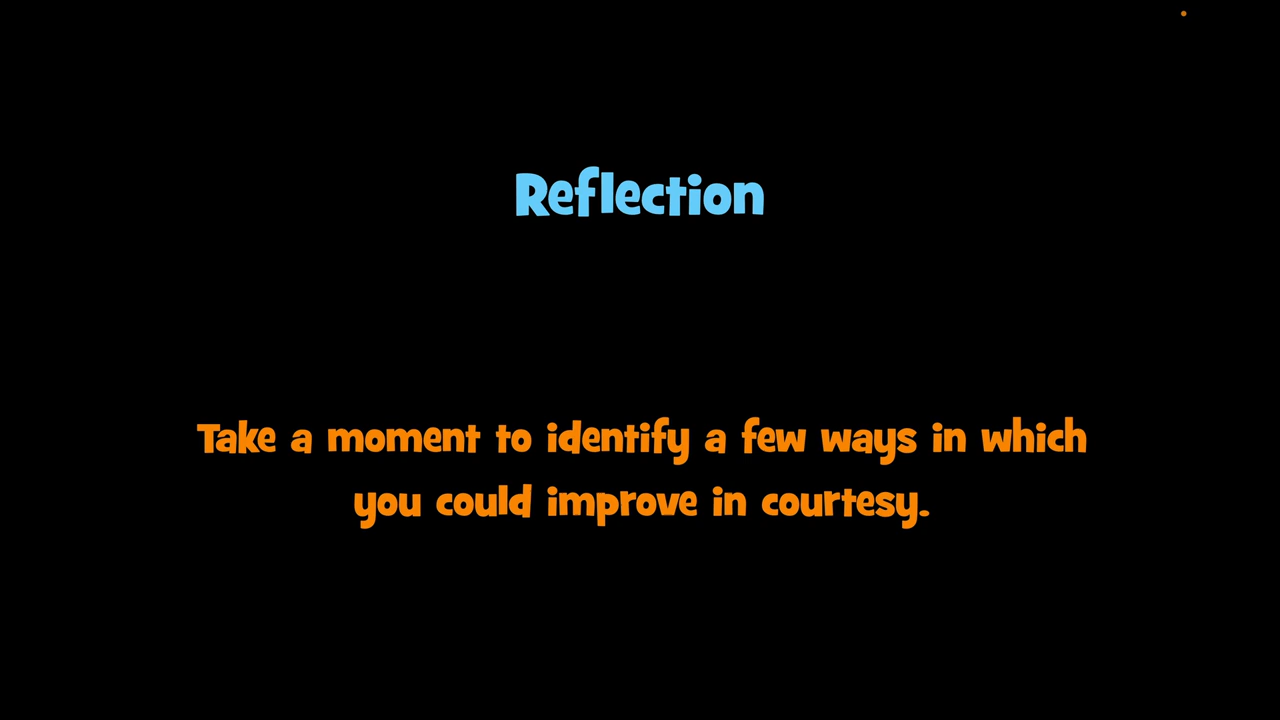 Reflection
Take a moment to identify a few ways in which
you could improve in courtesy.